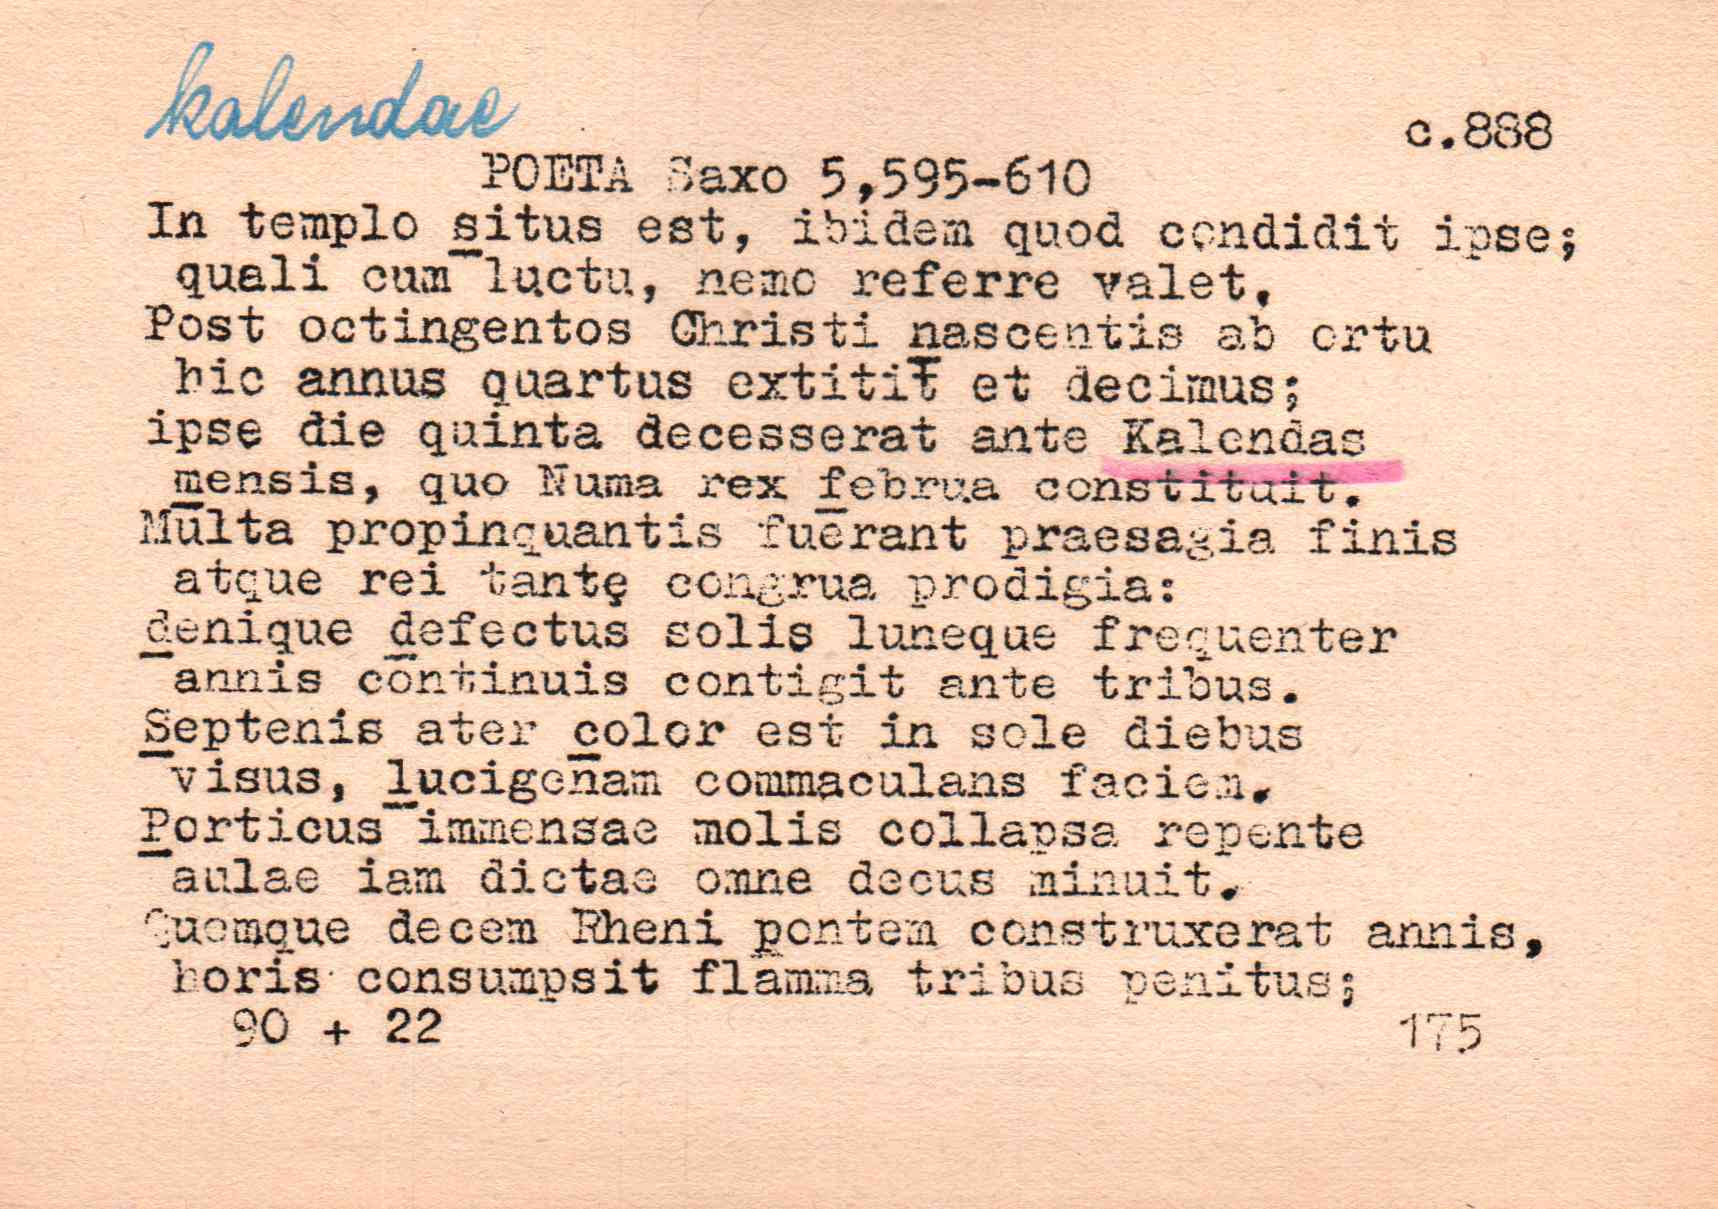 kalendae
c.888
POETA Saxo 5,595-610
In templo situs est, ibidem quod condidit ipse;
quali cum luctu, nemo referre valet.
Post octingentos Christi nascentis ab ortu
hic annus quartus extitit et decimus;
ipse die quinta decesserat ante Kalendas
mensis, quo Numa rex februa constituit.
Multa propinquantis fuerant praesagia finis
atque rei tantę congrua prodigia:
denique defectus solis luneque frequenter
annis continuis contigit ante tribus.
Septenis ater color est in sole diebus
visus, lucigenam commaculans faciem.
Porticus immensae molis collapsa repente
aulae iam dictae omne decus minuit.
Quemque decem Rheni pontem construxerat annis,
horis consumpsit flamma tribus penitus;
90 + 22
175